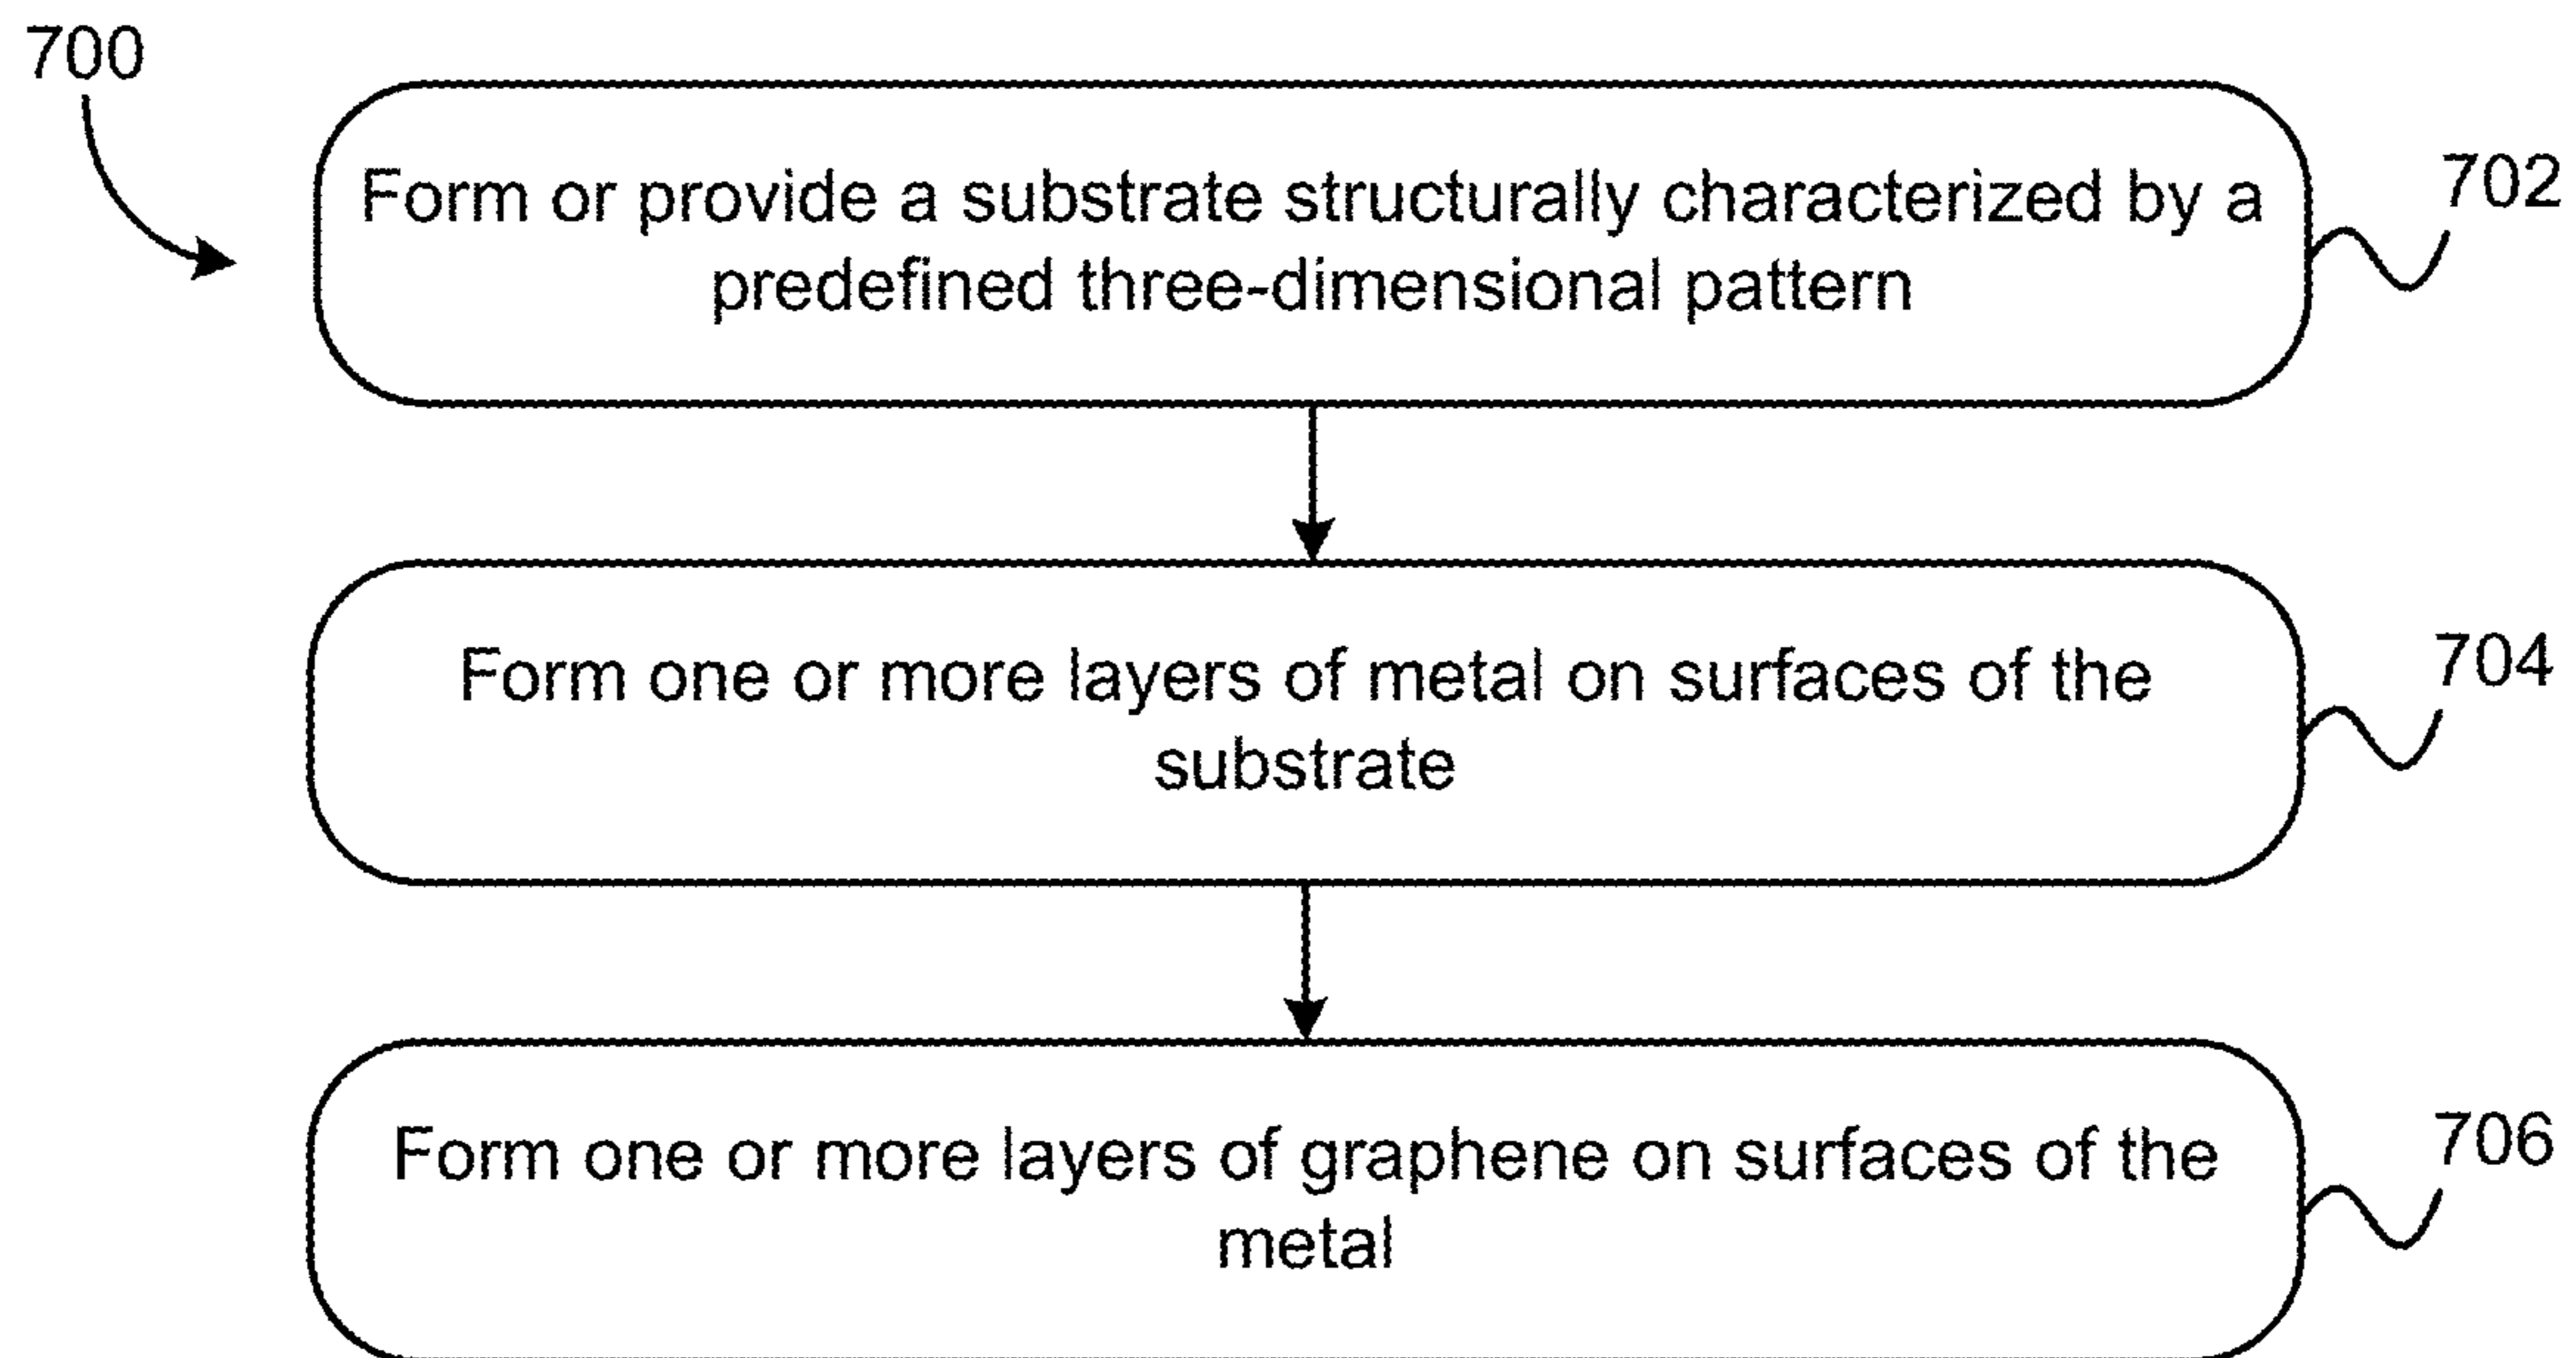 700
Form or provide a substrate structurally characterized by a
predefined three-dimensional pattern
702
Form one or more layers of metal on surfaces of the
substrate
704
Form one or more layers of graphene on surfaces of the
metal
706